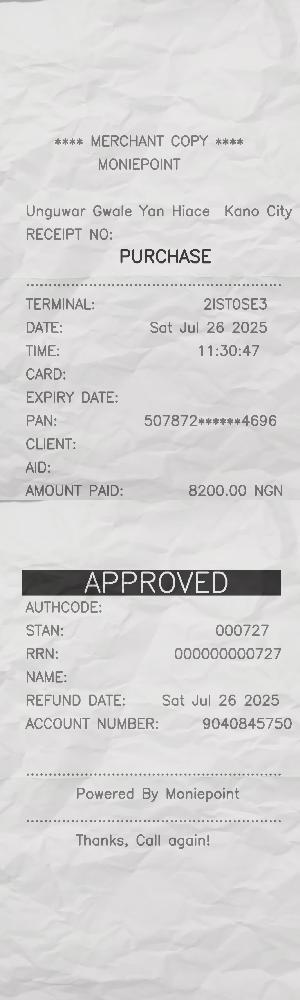 **** MERCHANT COPY ****
MONIEPOINT
Unguwar Gwale Yan Hiace Kano City
RECEIPT NO:
PURCHASE
TERMINAL: 2IST0SE3
DATE: Sat Jul 26 2025
TIME: 11:30:47
CARD:
EXPIRY DATE:
PAN: 507872******4696
CLIENT:
AID:
AMOUNT PAID: 8200.00 NGN
APPROVED
AUTHCODE:
STAN: 000727
RRN: 000000000727
NAME:
REFUND DATE: Sat Jul 26 2025
ACCOUNT NUMBER: 9040845750
Powered By Moniepoint
Thanks, Call again!